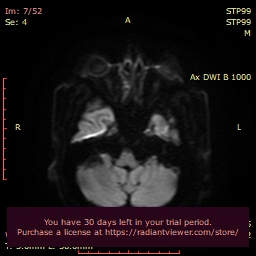 Im: 7/52
Se: 4
A
STP99
STP99
M
Ax DWI B 1000
R
L
You have 30 days left in your trial period.
Purchase a license at https://radiantviewer.com/store/